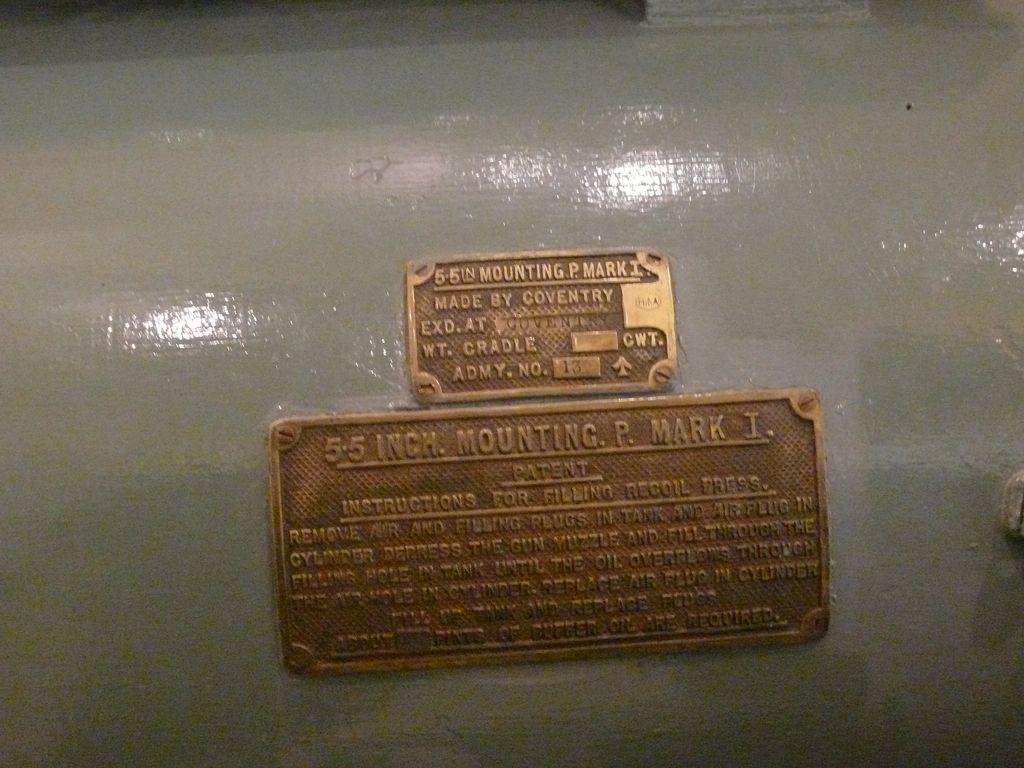 5·5 IN MOUNTING. P. MARK I.
MADE BY COVENTRY
EXD. AT COVENT
WT. CRADLE CWT.
ADMY. NO. 13
5·5 INCH. MOUNTING. P. MARK I.
PATENT
INSTRUCTIONS FOR FILLING RECOIL PRESS.
REMOVE AIR AND FILLING PLUGS IN TANK AND AIR PLUG IN
CYLINDER DEPRESS THE GUN MUZZLE AND FILL THROUGH THE
FILLING HOLE IN TANK UNTIL THE OIL OVERFLOWS THROUGH
THE AIR HOLE IN CYLINDER. REPLACE AIR PLUG IN CYLINDER
FILL UP TANK AND REPLACE PLUGS
ABOUT PINTS OF BUFFER OIL ARE REQUIRED.